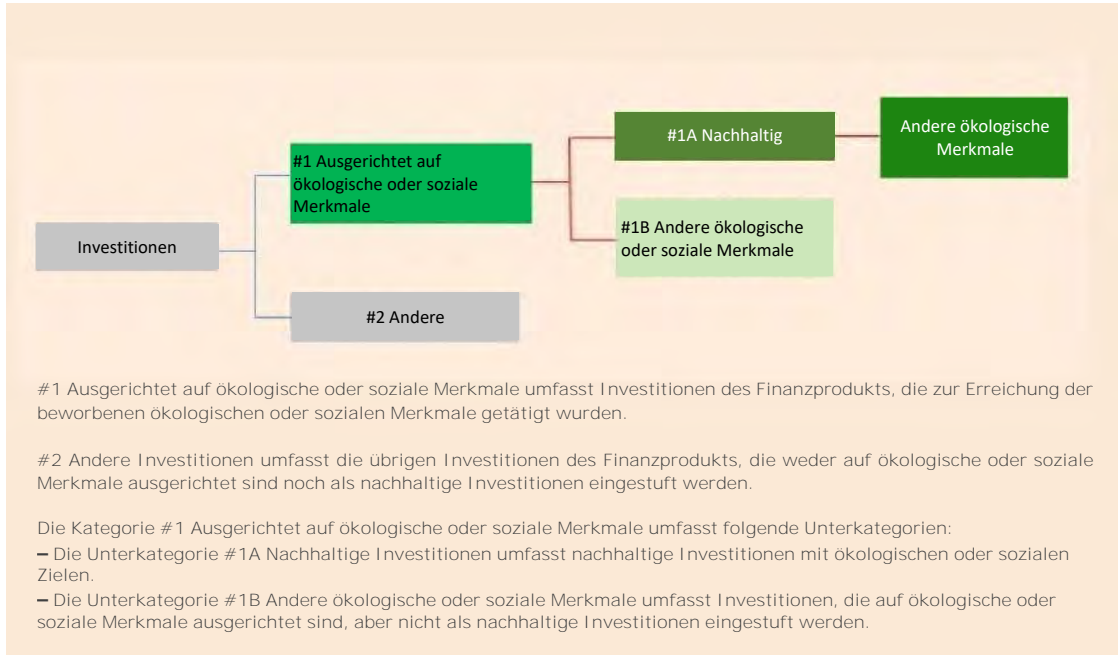 #1A Nachhaltig
Andere ökologische
Merkmale
#1 Ausgerichtet auf
ökologische oder soziale
Merkmale
#1B Andere ökologische
oder soziale Merkmale
Investitionen
#2 Andere
#1 Ausgerichtet auf ökologische oder soziale Merkmale umfasst Investitionen des Finanzprodukts, die zur Erreichung der
beworbenen ökologischen oder sozialen Merkmale getätigt wurden.
#2 Andere Investitionen umfasst die übrigen Investitionen des Finanzprodukts, die weder auf ökologische oder soziale
Merkmale ausgerichtet sind noch als nachhaltige Investitionen eingestuft werden.
Die Kategorie #1 Ausgerichtet auf ökologische oder soziale Merkmale umfasst folgende Unterkategorien:
– Die Unterkategorie #1A Nachhaltige Investitionen umfasst nachhaltige Investitionen mit ökologischen oder sozialen
Zielen.
– Die Unterkategorie #1B Andere ökologische oder soziale Merkmale umfasst Investitionen, die auf ökologische oder
soziale Merkmale ausgerichtet sind, aber nicht als nachhaltige Investitionen eingestuft werden.